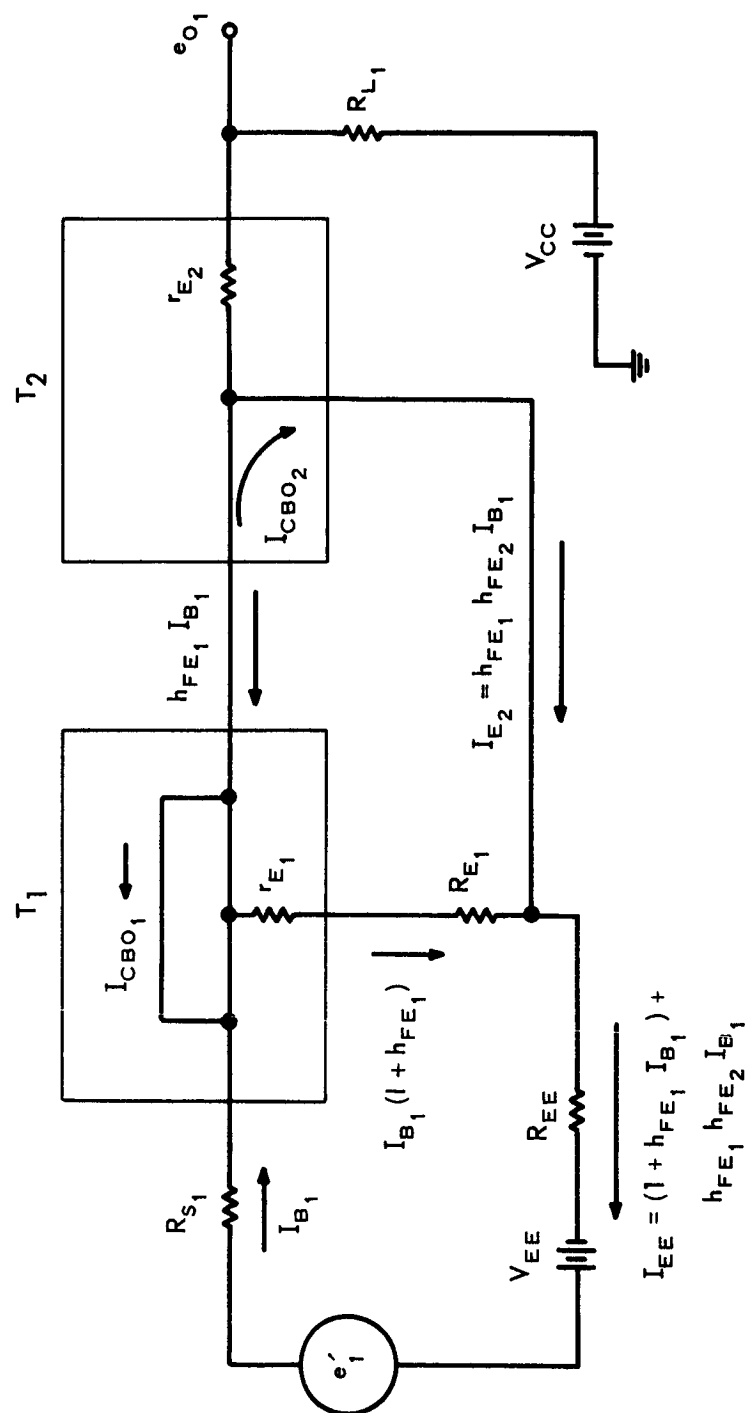 T₁
T₂
I_CBO₁
I_CBO₂
r_E₁
r_E₂
e_O₁
R_S₁
I_B₁
h_FE₁ I_B₁
I_B₁ (1 + h_FE₁)
R_E₁
R_L₁
I_E₂ = h_FE₁ h_FE₂ I_B₁
e′₁
V_EE
R_EE
V_CC
I_EE = (1 + h_FE₁ I_B₁) +
h_FE₁ h_FE₂ I_B₁